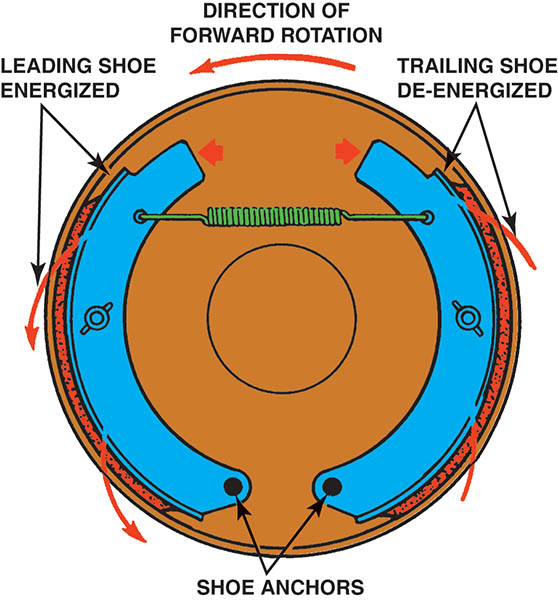 DIRECTION OF
FORWARD ROTATION
LEADING SHOE
ENERGIZED
TRAILING SHOE
DE-ENERGIZED
SHOE ANCHORS